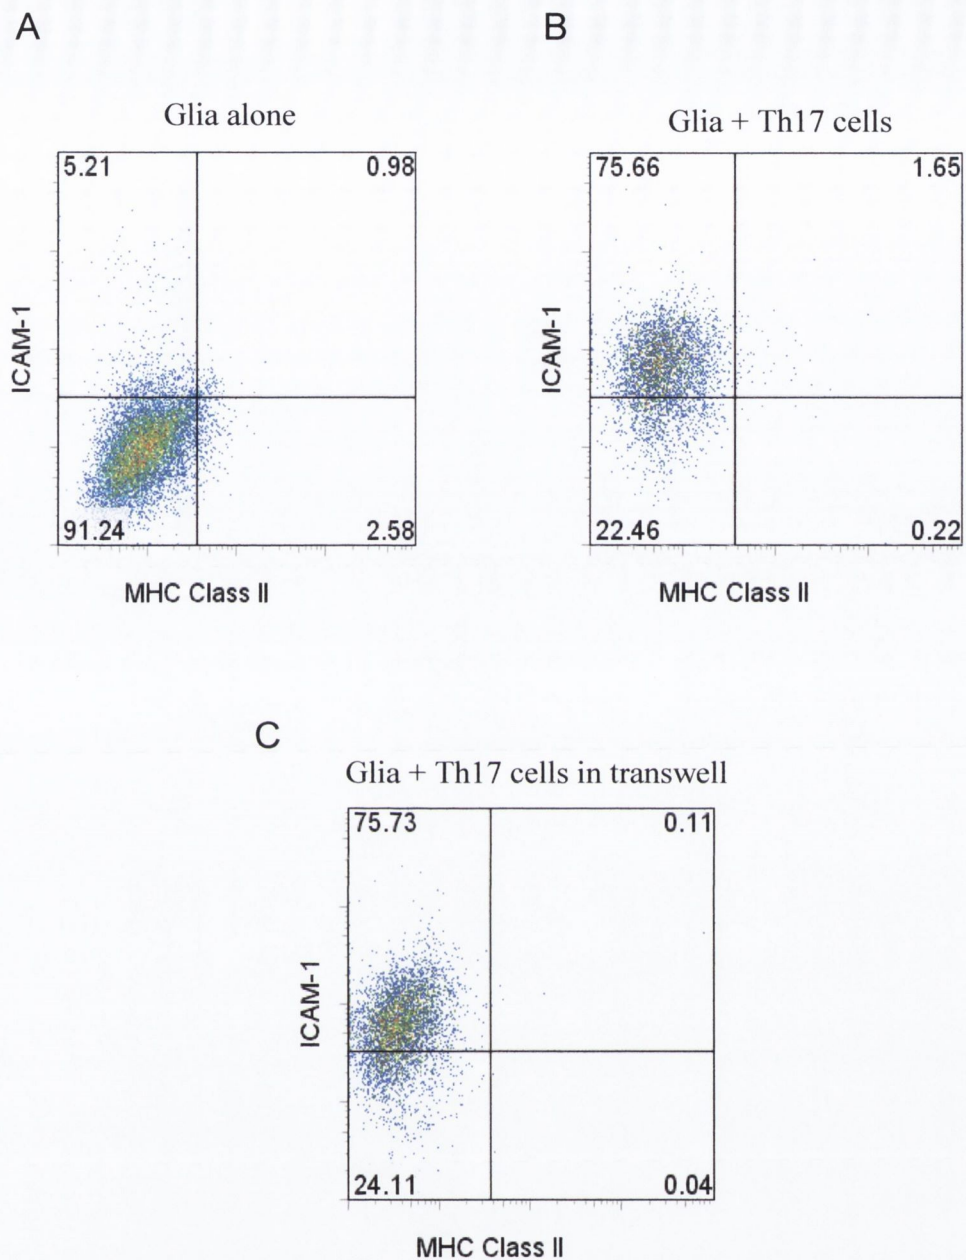 A
B
Glia alone
Glia + Th17 cells
5.21 0.98
75.66 1.65
ICAM-1
ICAM-1
91.24 2.58
22.46 0.22
MHC Class II
MHC Class II
C
Glia + Th17 cells in transwell
75.73 0.11
ICAM-1
24.11 0.04
MHC Class II